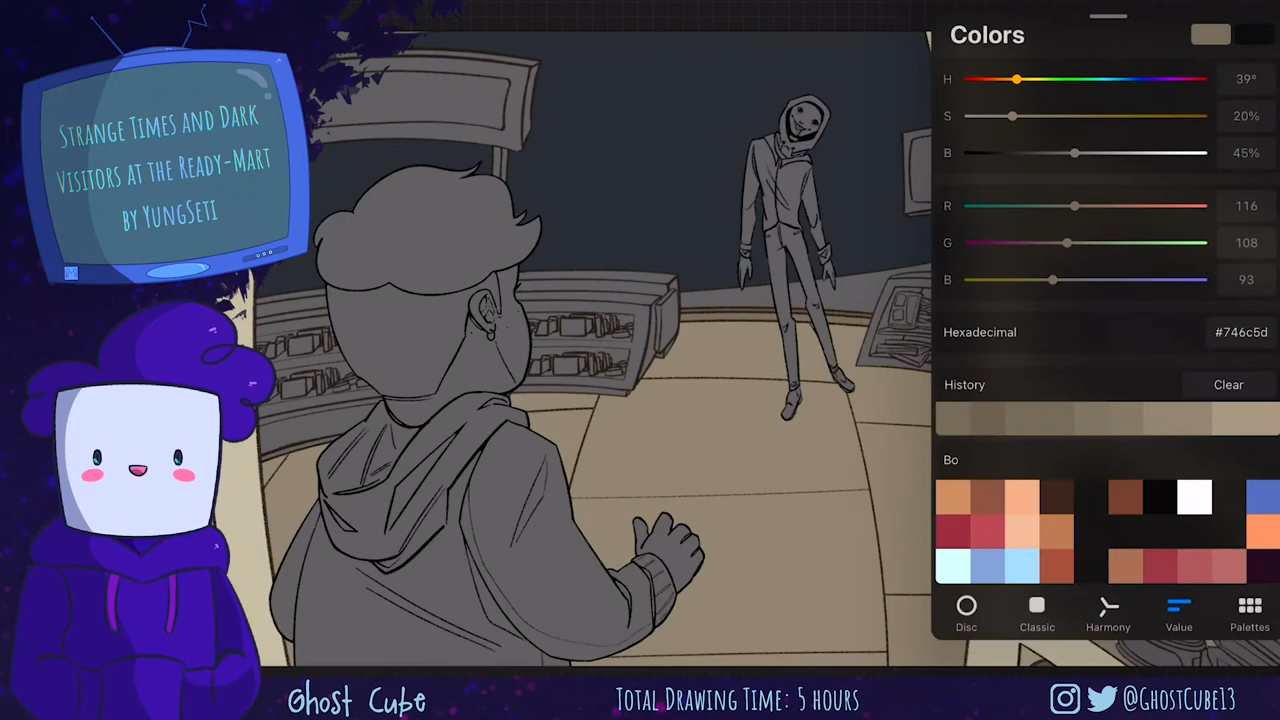 Strange Times and Dark
Visitors at the Ready-Mart
by YungSeti
Colors
H 39°
S 20%
B 45%
R 116
G 108
B 93
Hexadecimal #746c5d
History Clear
Bo
Disc Classic Harmony Value Palettes
Ghost Cube
Total Drawing Time: 5 hours
@GhostCube13